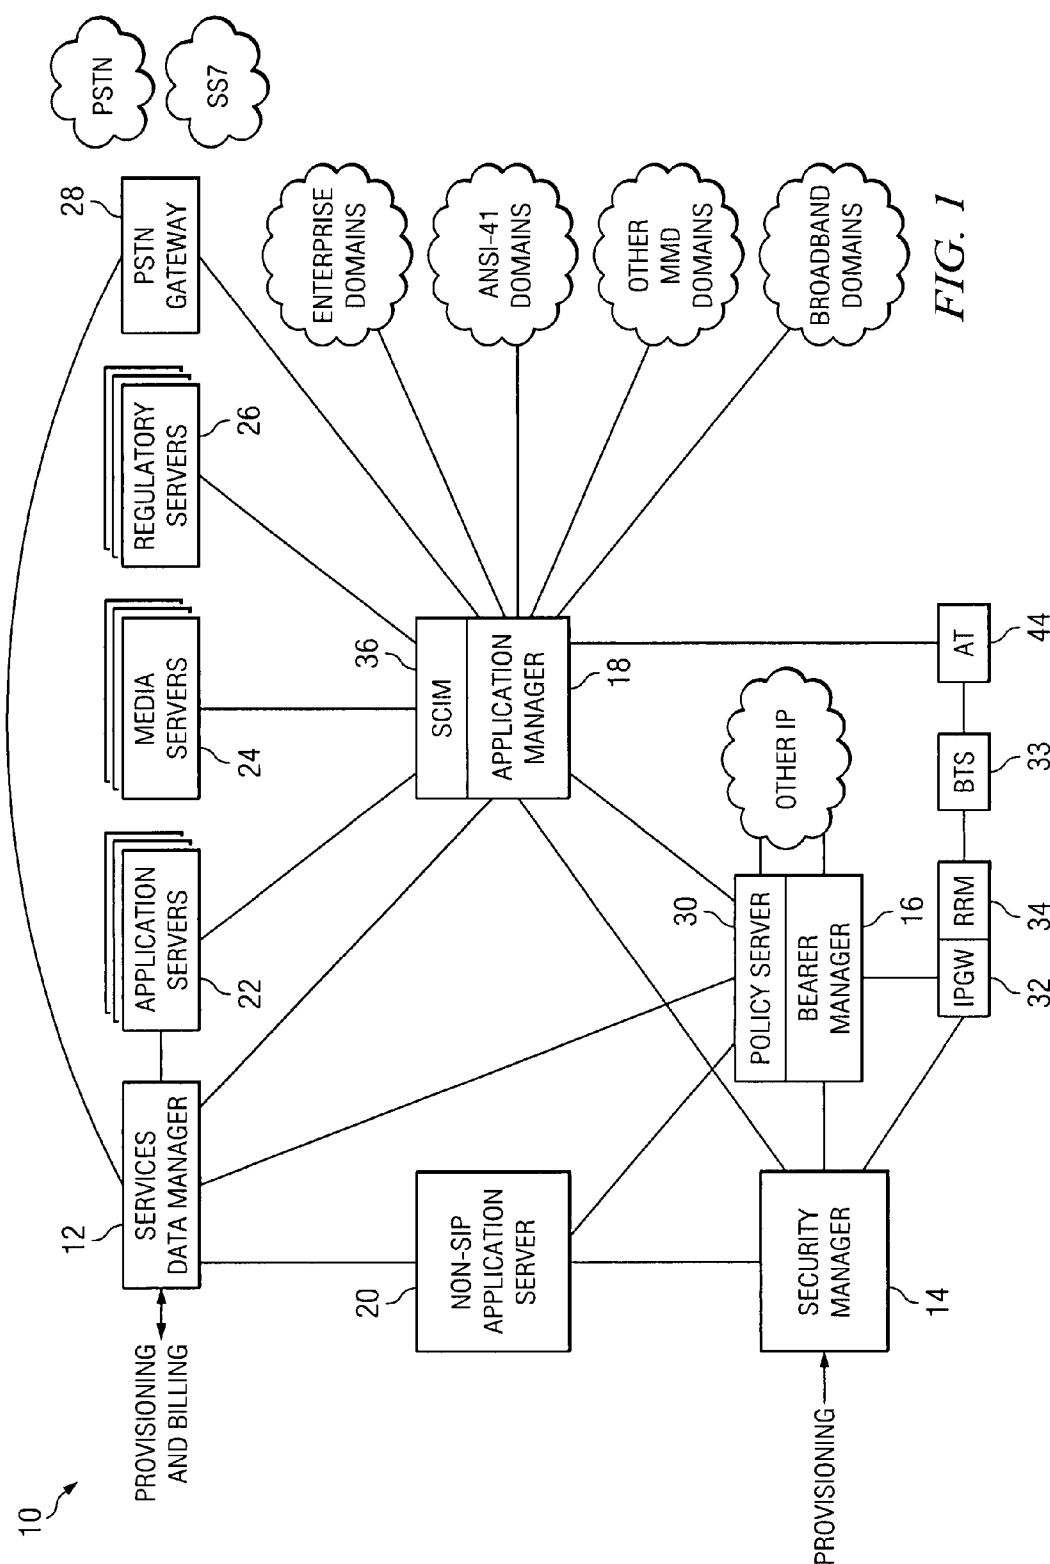 10
PROVISIONING
AND BILLING
12
SERVICES
DATA MANAGER
APPLICATION
SERVERS
22
MEDIA
SERVERS
24
REGULATORY
SERVERS
26
28
PSTN
GATEWAY
PSTN
SS7
20
NON-SIP
APPLICATION
SERVER
36
SCIM
APPLICATION
MANAGER
18
ENTERPRISE
DOMAINS
ANSI-41
DOMAINS
OTHER
MMD
DOMAINS
BROADBAND
DOMAINS
PROVISIONING
SECURITY
MANAGER
14
30
POLICY SERVER
BEARER
MANAGER
16
OTHER IP
IPGW
RRM
BTS
AT
32
34
33
44
FIG. 1